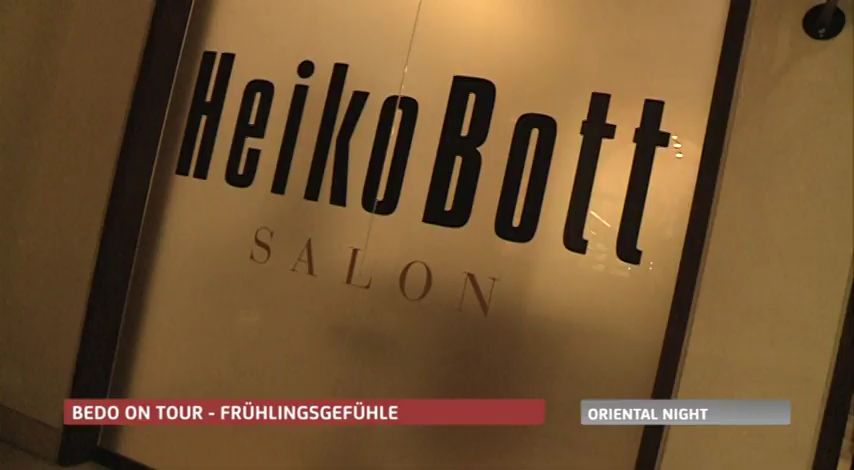 HeikoBott
SALON
BEDO ON TOUR - FRÜHLINGSGEFÜHLE
ORIENTAL NIGHT